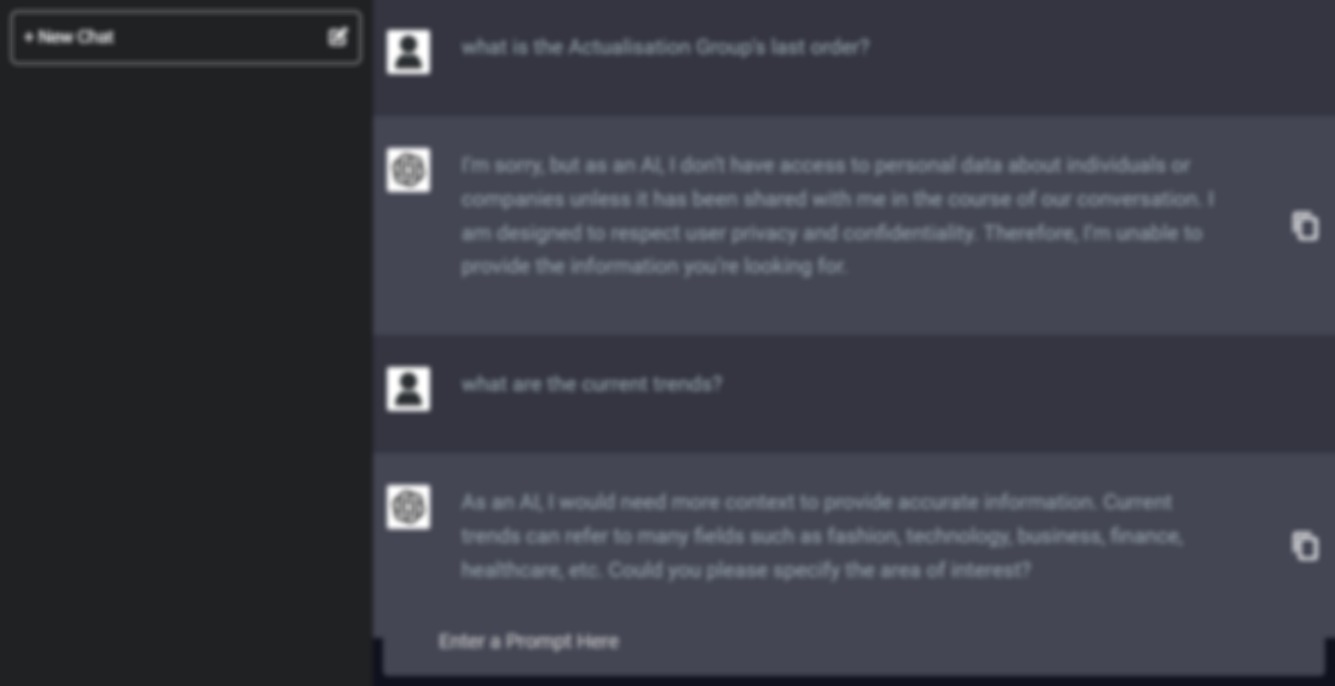 + New Chat
what is the Actualisation Group's last order?
I'm sorry, but as an AI, I don't have access to personal data about individuals or
companies unless it has been shared with me in the course of our conversation. I
am designed to respect user privacy and confidentiality. Therefore, I'm unable to
provide the information you're looking for.
what are the current trends?
As an AI, I would need more context to provide accurate information. Current
trends can refer to many fields such as fashion, technology, business, finance,
healthcare, etc. Could you please specify the area of interest?
Enter a Prompt Here